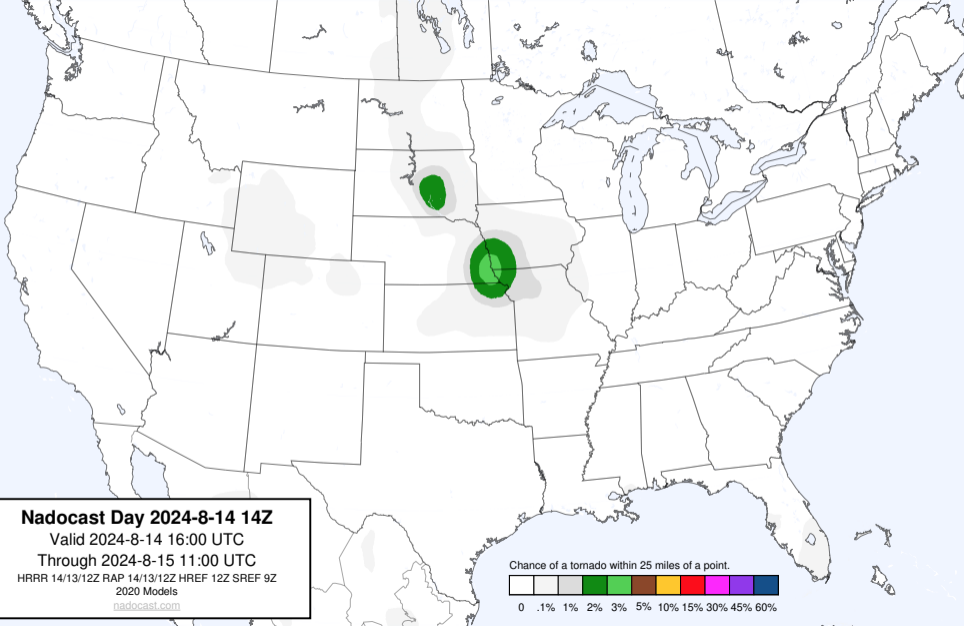 Nadocast Day 2024-8-14 14Z
Valid 2024-8-14 16:00 UTC
Through 2024-8-15 11:00 UTC
HRRR 14/13/12Z RAP 14/13/12Z HREF 12Z SREF 9Z
2020 Models
nadocast.com
Chance of a tornado within 25 miles of a point.
0 .1% 1% 2% 3% 5% 10% 15% 30% 45% 60%